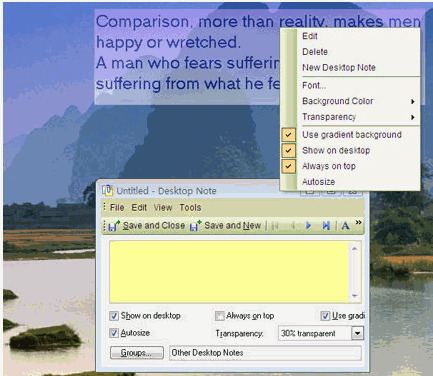 Comparison, more than reality, makes men
happy or wretched.
A man who fears sufferin
suffering from what he fe
Edit
Delete
New Desktop Note
Font...
Background Color
Transparency
Use gradient background
Show on desktop
Always on top
Autosize
Untitled - Desktop Note
File Edit View Tools
Save and Close Save and New A »
Show on desktop Always on top Use gradi
Autosize Transparency: 30% transparent
Groups... Other Desktop Notes